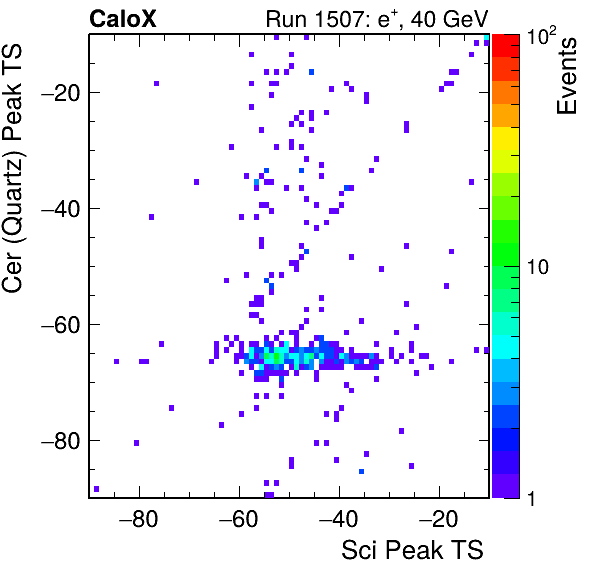 CaloX Run 1507: e⁺, 40 GeV
Cer (Quartz) Peak TS
−20
−40
−60
−80
−80 −60 −40 −20
Sci Peak TS
10²
10
1
Events